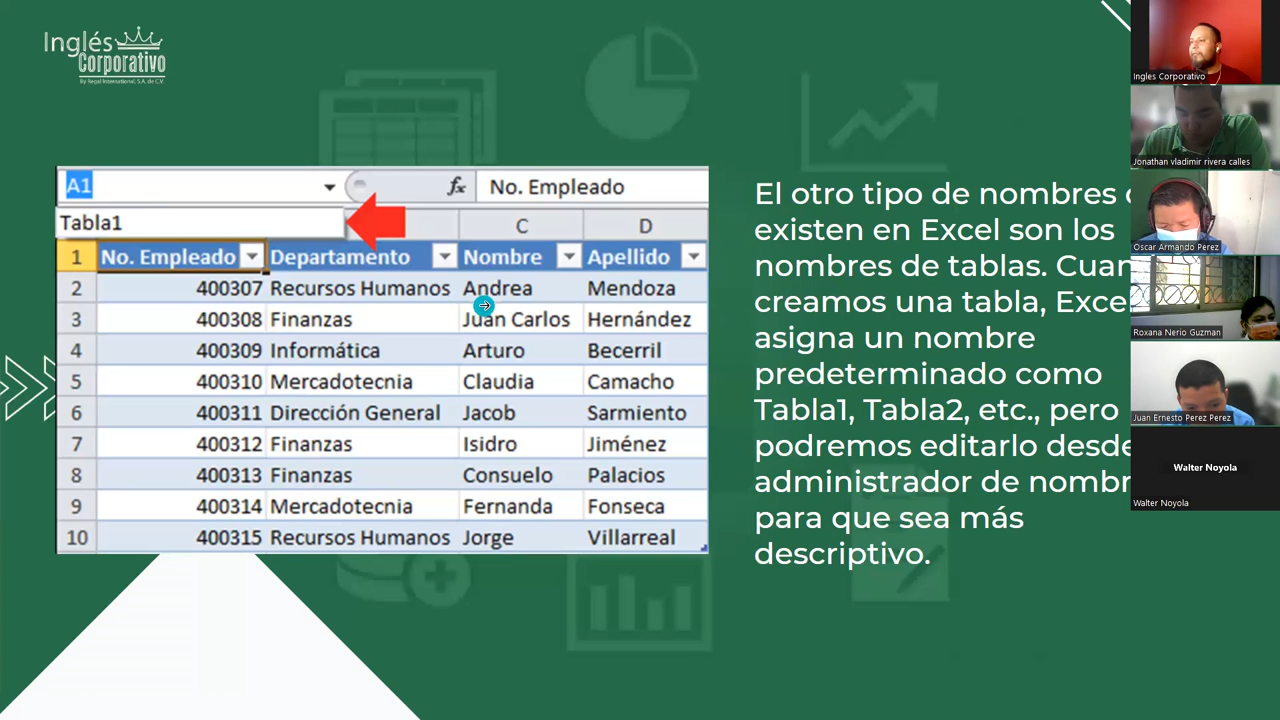 Inglés
Corporativo
By Regal International, S.A. de C.V.
A1 fx No. Empleado
Tabla1 C D
1 No. Empleado Departamento Nombre Apellido
2 400307 Recursos Humanos Andrea Mendoza
3 400308 Finanzas Juan Carlos Hernández
4 400309 Informática Arturo Becerril
5 400310 Mercadotecnia Claudia Camacho
6 400311 Dirección General Jacob Sarmiento
7 400312 Finanzas Isidro Jiménez
8 400313 Finanzas Consuelo Palacios
9 400314 Mercadotecnia Fernanda Fonseca
10 400315 Recursos Humanos Jorge Villarreal
El otro tipo de nombres
existen en Excel son los
nombres de tablas. Cuan
creamos una tabla, Exce
asigna un nombre
predeterminado como
Tabla1, Tabla2, etc., pero
podremos editarlo desde
administrador de nombr
para que sea más
descriptivo.
Ingles Corporativo
Jonathan vladimir rivera calles
Oscar Armando Perez
Roxana Nerio Guzman
Juan Ernesto Perez Perez
Walter Noyola
Walter Noyola